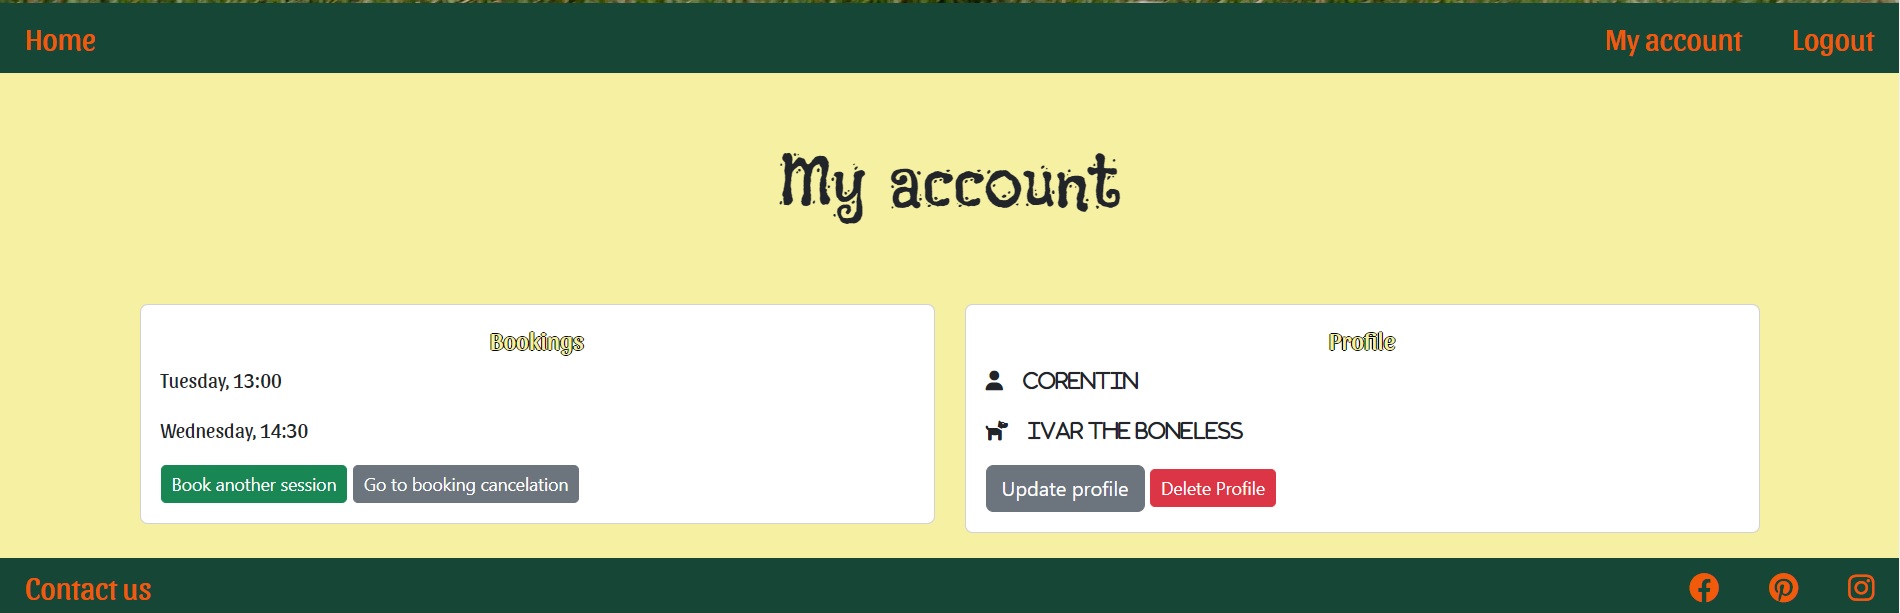 Home My account Logout
My account
Bookings
Tuesday, 13:00
Wednesday, 14:30
Book another session Go to booking cancelation
Profile
CORENTIN
IVAR THE BONELESS
Update profile Delete Profile
Contact us